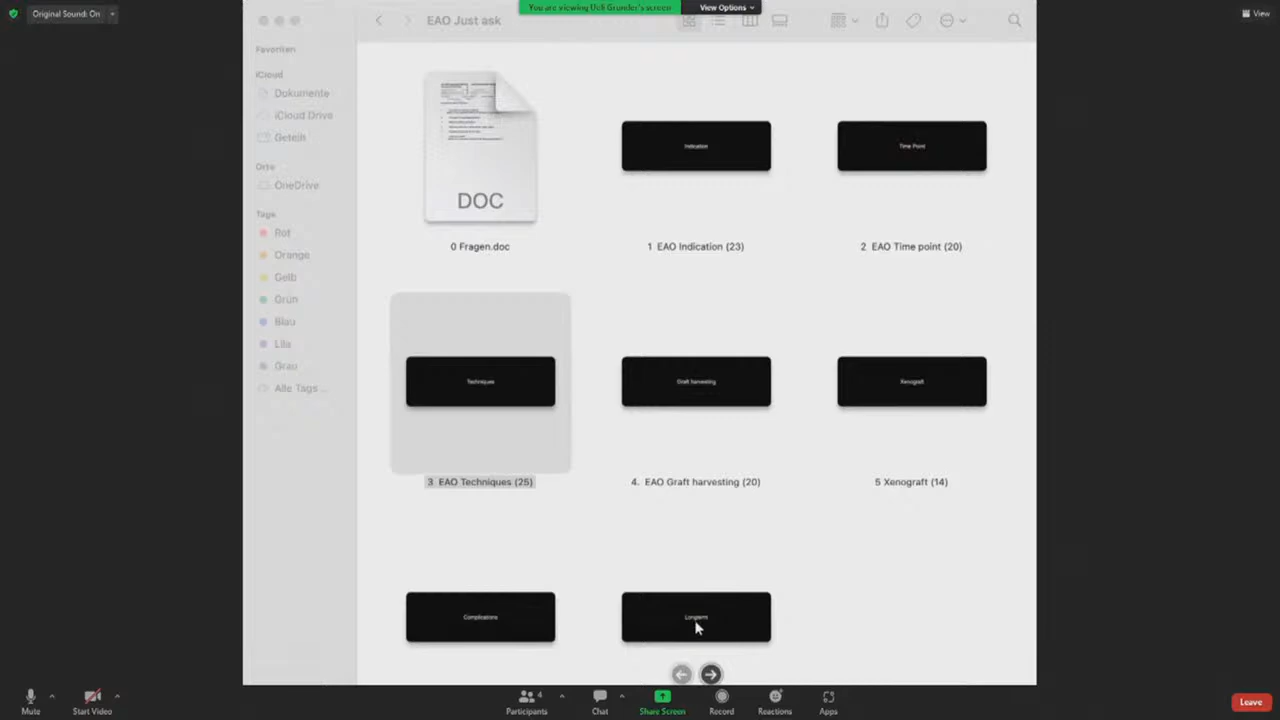 Original Sound: On
You are viewing Ueli Grunder's screen
View Options
View
EAO Just ask
Favoriten
iCloud
Dokumente
iCloud Drive
Geteilt
Orte
OneDrive
Tags
Rot
Orange
Gelb
Grün
Blau
Lila
Grau
Alle Tags ...
DOC
0 Fragen.doc
Indication
1 EAO Indication (23)
Time Point
2 EAO Time point (20)
Techniques
3 EAO Techniques (25)
Graft harvesting
4. EAO Graft harvesting (20)
Xenograft
5 Xenograft (14)
Complications
Longterm
Mute
Start Video
4
Participants
Chat
Share Screen
Record
Reactions
Apps
Leave